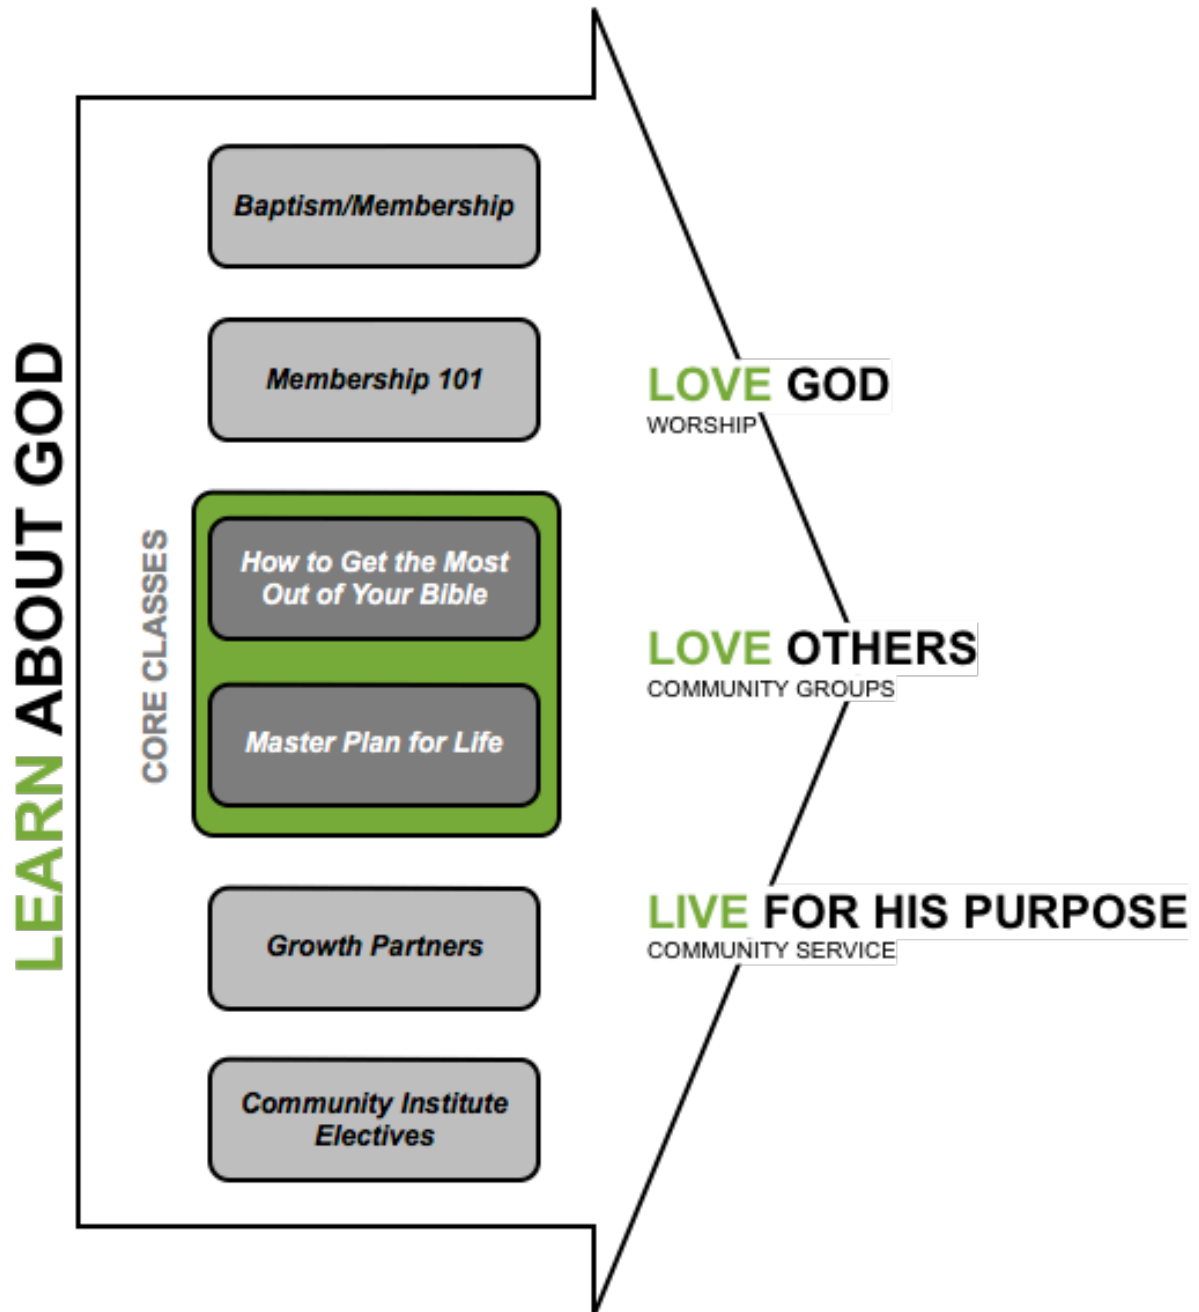 LEARN ABOUT GOD
Baptism/Membership
Membership 101
CORE CLASSES
How to Get the Most
Out of Your Bible
Master Plan for Life
Growth Partners
Community Institute
Electives
LOVE GOD
WORSHIP
LOVE OTHERS
COMMUNITY GROUPS
LIVE FOR HIS PURPOSE
COMMUNITY SERVICE